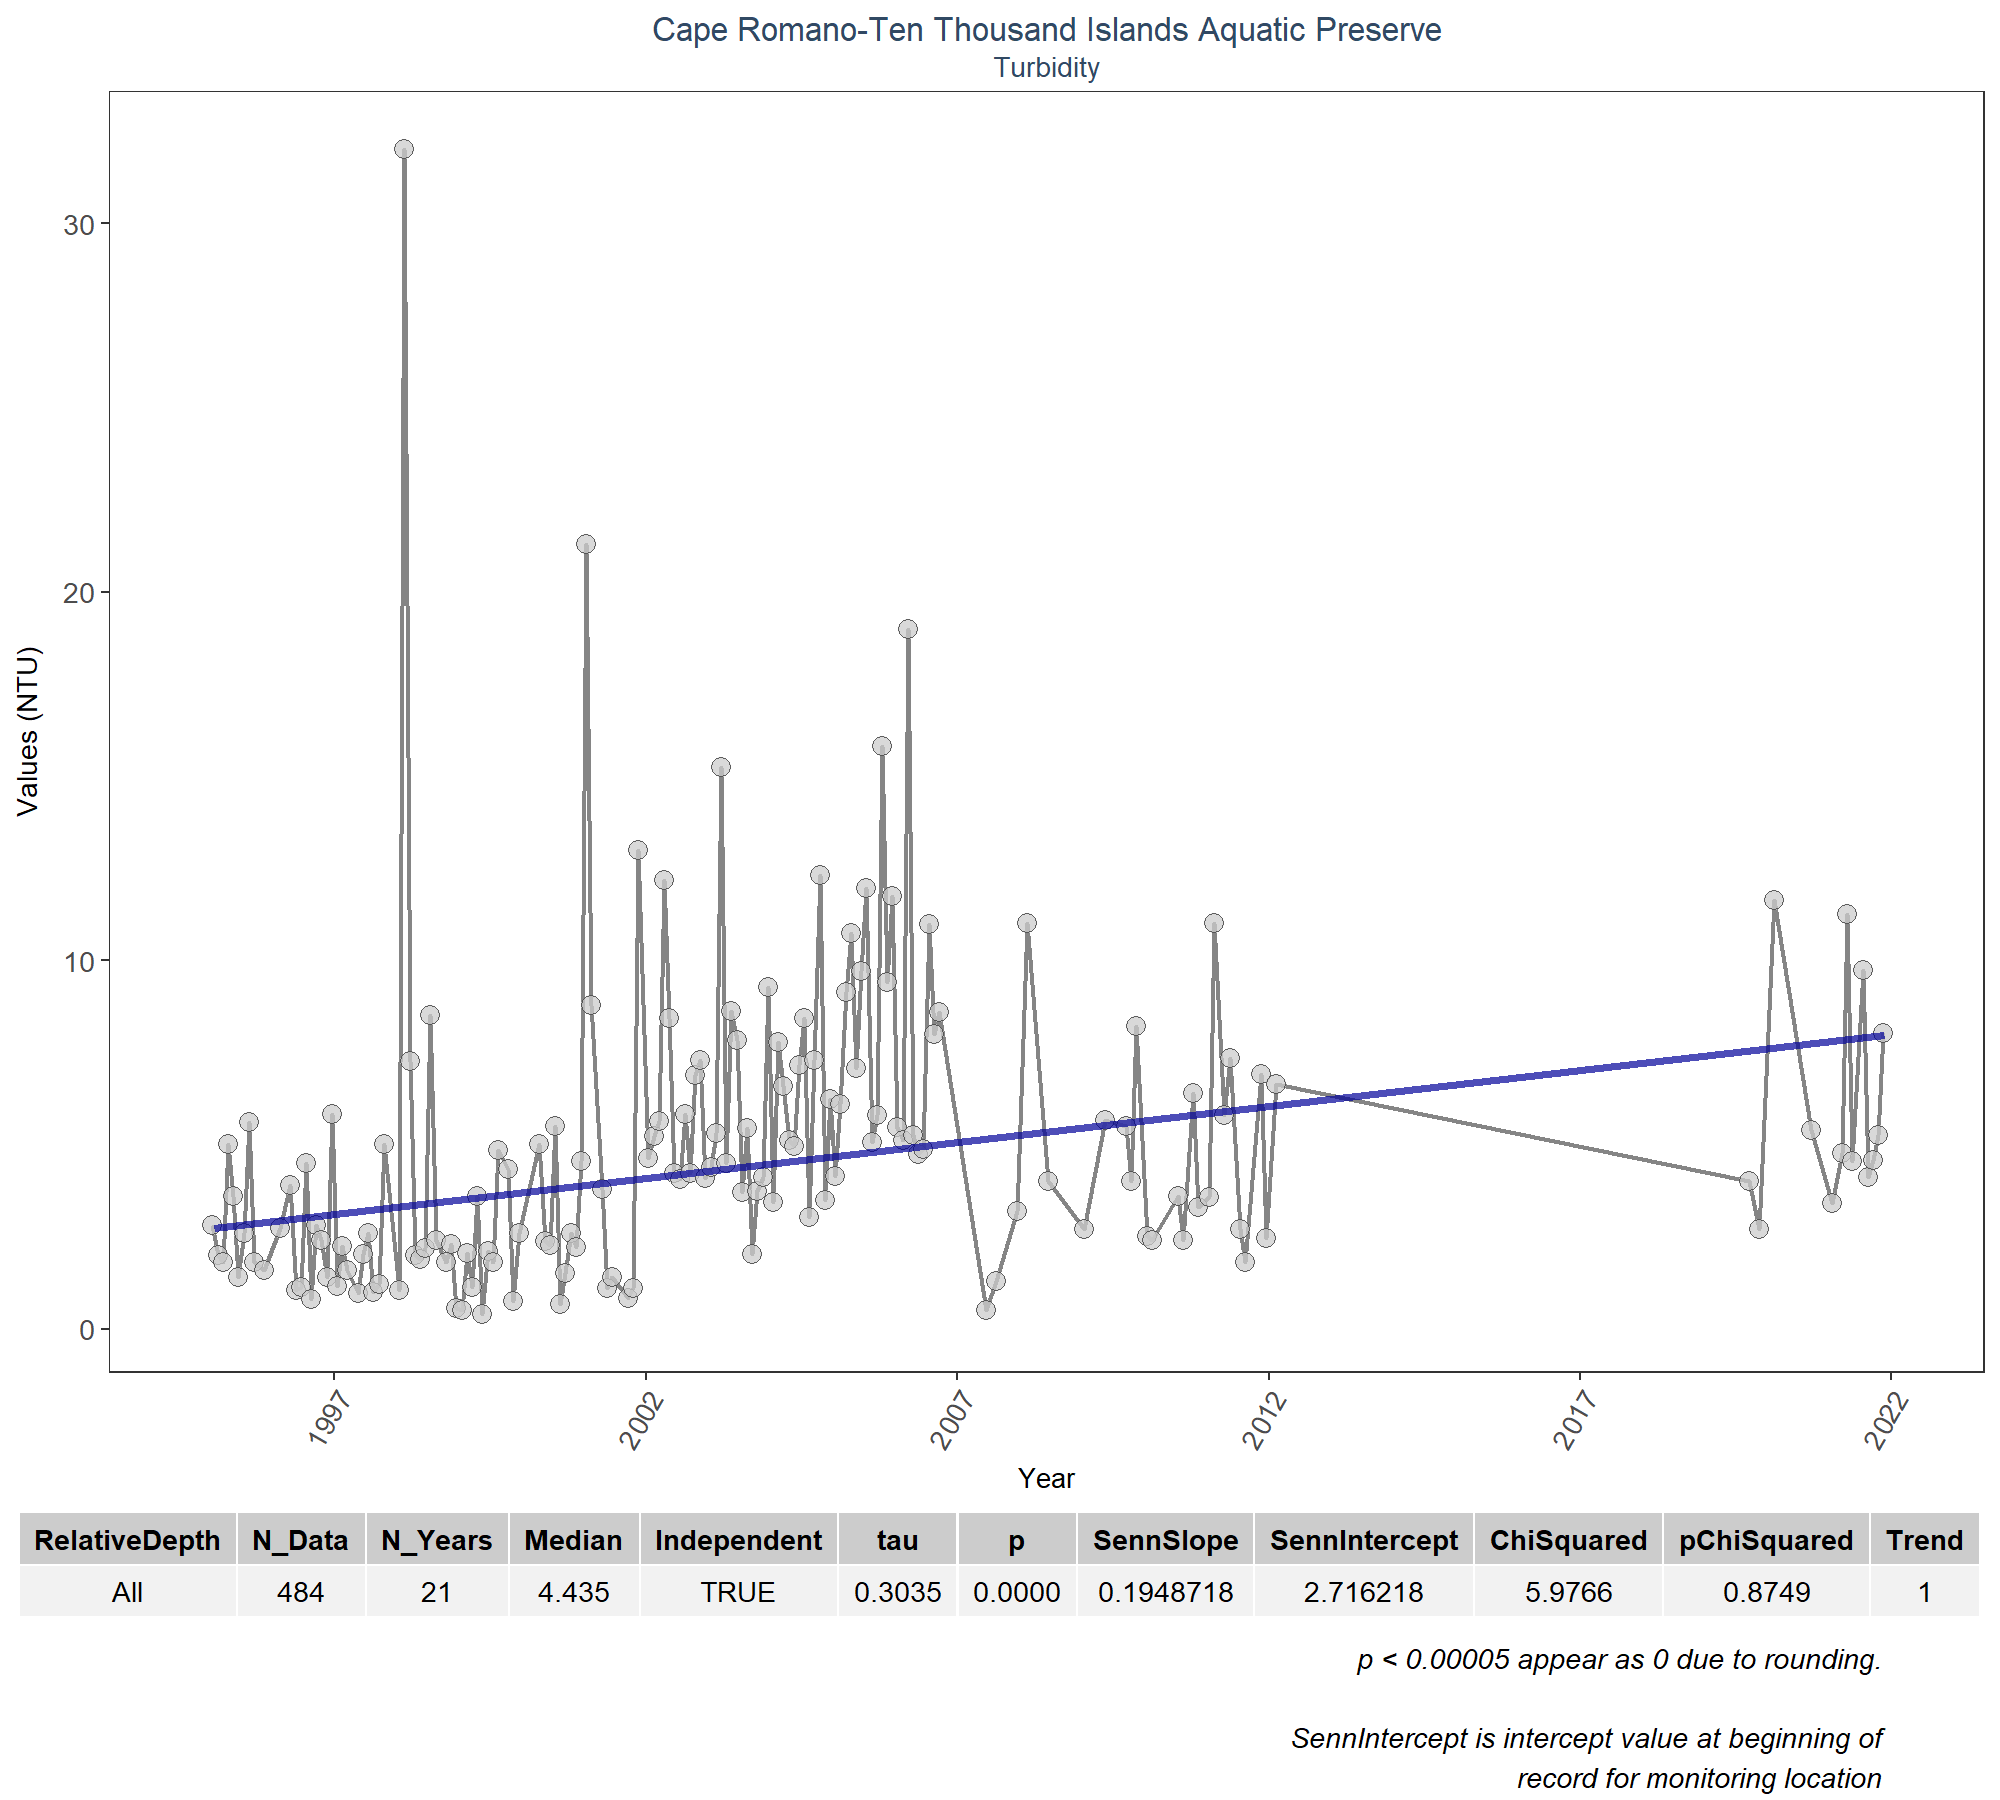 Cape Romano-Ten Thousand Islands Aquatic Preserve
Turbidity
30
20
10
0
Values (NTU)
1997
2002
2007
2012
2017
2022
Year
RelativeDepth N_Data N_Years Median Independent tau p SennSlope SennIntercept ChiSquared pChiSquared Trend
All 484 21 4.435 TRUE 0.3035 0.0000 0.1948718 2.716218 5.9766 0.8749 1
p < 0.00005 appear as 0 due to rounding.
SennIntercept is intercept value at beginning of
record for monitoring location